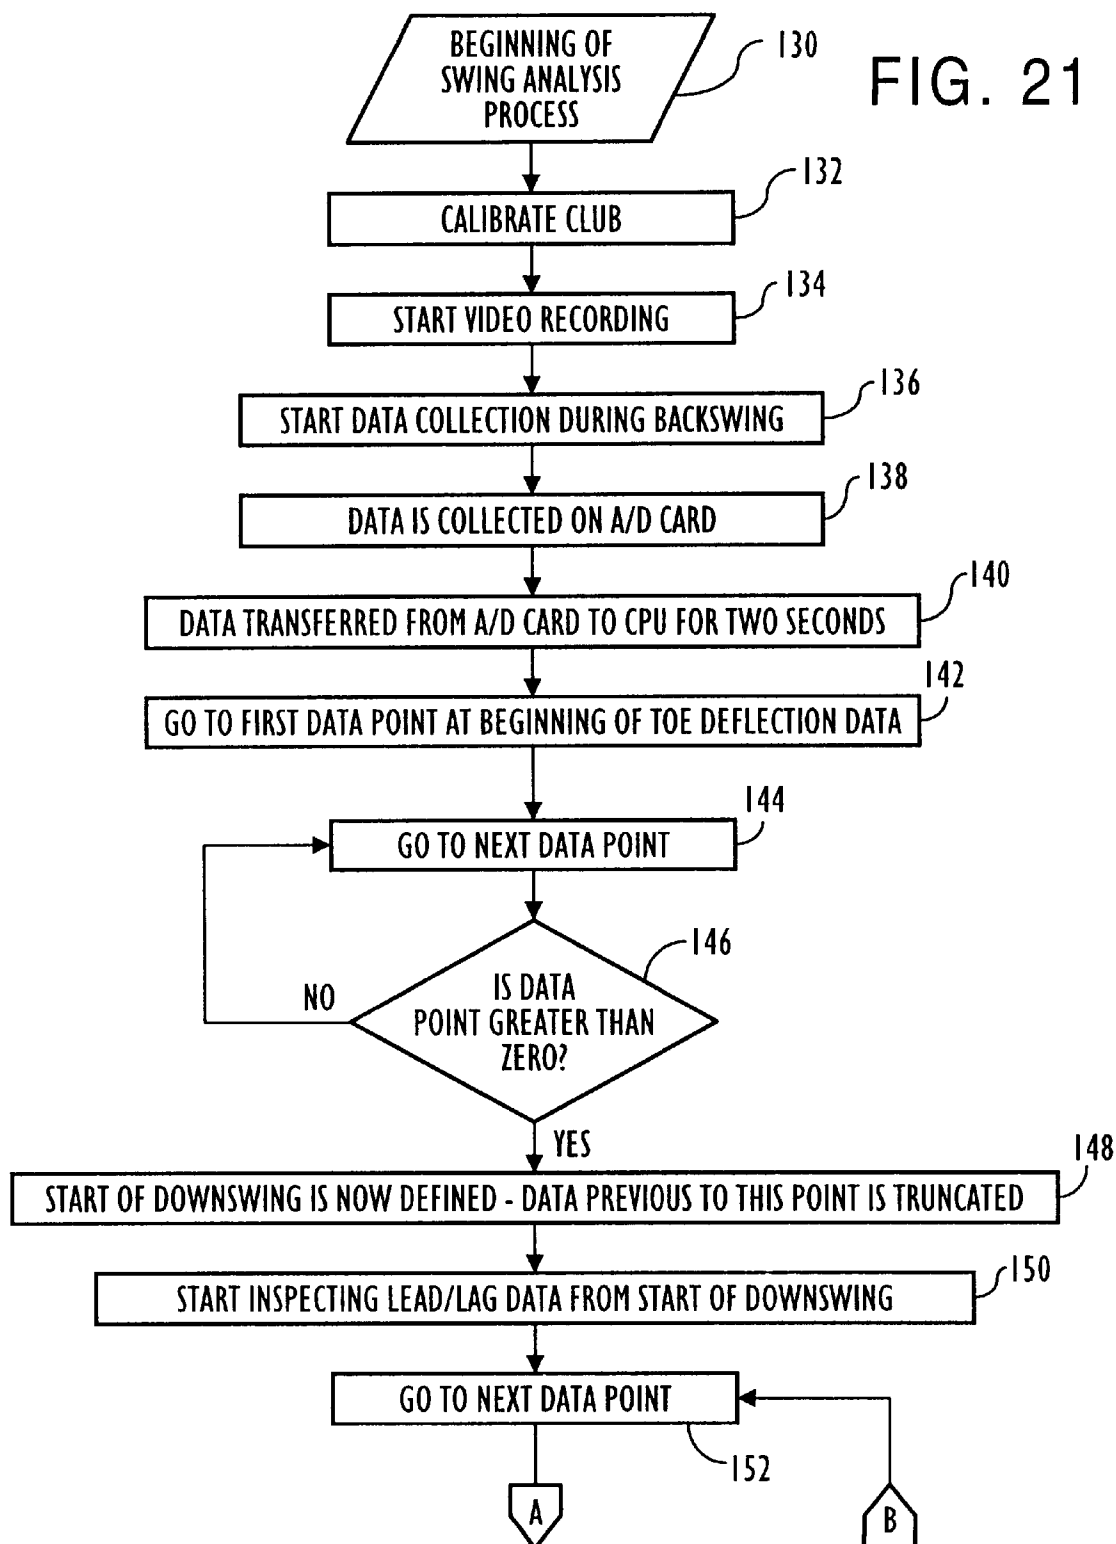 BEGINNING OF
SWING ANALYSIS
PROCESS
130
FIG. 21
132
CALIBRATE CLUB
134
START VIDEO RECORDING
136
START DATA COLLECTION DURING BACKSWING
138
DATA IS COLLECTED ON A/D CARD
140
DATA TRANSFERRED FROM A/D CARD TO CPU FOR TWO SECONDS
142
GO TO FIRST DATA POINT AT BEGINNING OF TOE DEFLECTION DATA
144
GO TO NEXT DATA POINT
146
IS DATA
POINT GREATER THAN
ZERO?
NO
YES
148
START OF DOWNSWING IS NOW DEFINED - DATA PREVIOUS TO THIS POINT IS TRUNCATED
150
START INSPECTING LEAD/LAG DATA FROM START OF DOWNSWING
GO TO NEXT DATA POINT
152
A
B